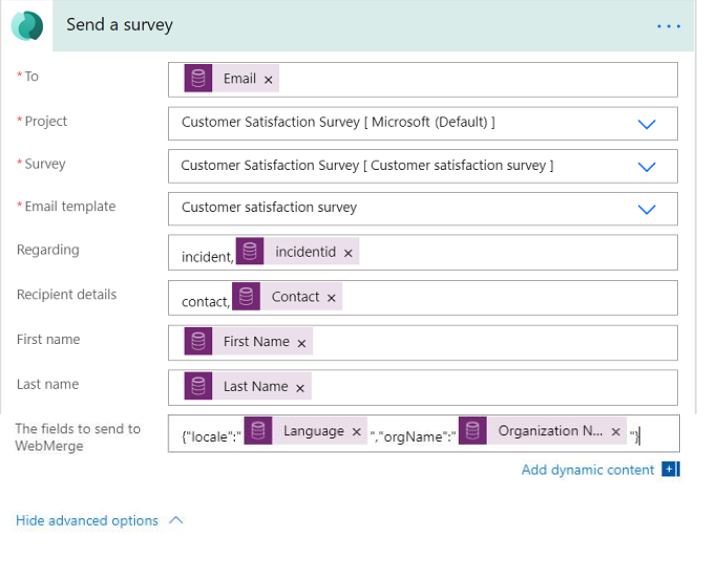 Send a survey
...
* To
Email ×
* Project
Customer Satisfaction Survey [ Microsoft (Default) ]
* Survey
Customer Satisfaction Survey [ Customer satisfaction survey ]
* Email template
Customer satisfaction survey
Regarding
incident, incidentid ×
Recipient details
contact, Contact ×
First name
First Name ×
Last name
Last Name ×
The fields to send to
WebMerge
{"locale":" Language × ","orgName":" Organization N... × "}
Add dynamic content +
Hide advanced options